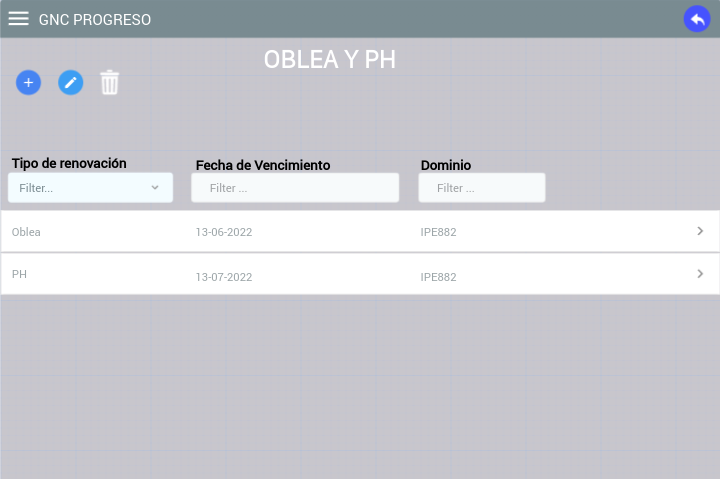 GNC PROGRESO
OBLEA Y PH
Tipo de renovación Fecha de Vencimiento Dominio
Filter... Filter ... Filter ...
Oblea 13-06-2022 IPE882
PH 13-07-2022 IPE882